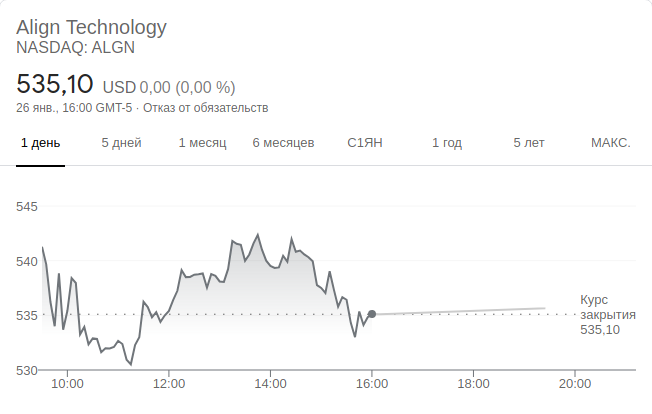 Align Technology
NASDAQ: ALGN
535,10 USD 0,00 (0,00 %)
26 янв., 16:00 GMT-5 · Отказ от обязательств
1 день 5 дней 1 месяц 6 месяцев С1ЯН 1 год 5 лет МАКС.
545
540
535
530
Курс
закрытия
535,10
10:00 12:00 14:00 16:00 18:00 20:00